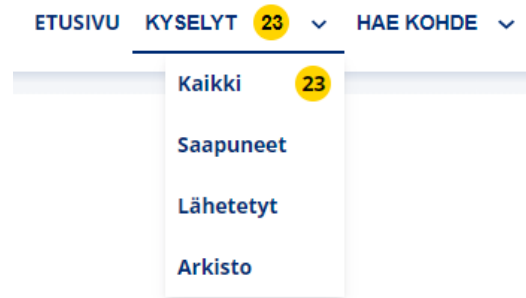 ETUSIVU KYSELYT 23 HAE KOHDE
Kaikki 23
Saapuneet
Lähetetyt
Arkisto